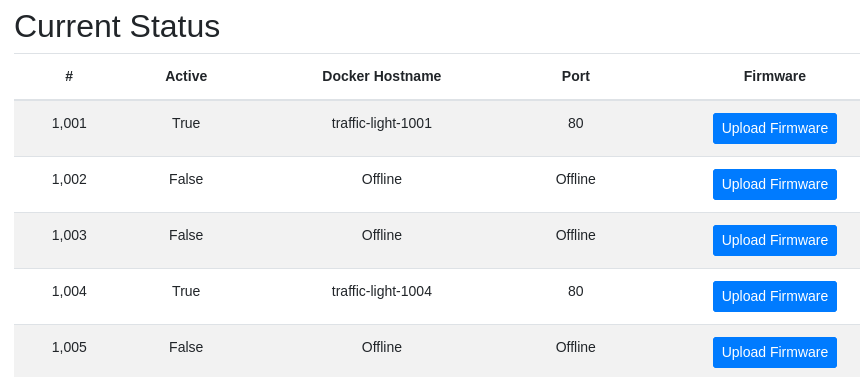 Current Status
# Active Docker Hostname Port Firmware
1,001 True traffic-light-1001 80 Upload Firmware
1,002 False Offline Offline Upload Firmware
1,003 False Offline Offline Upload Firmware
1,004 True traffic-light-1004 80 Upload Firmware
1,005 False Offline Offline Upload Firmware